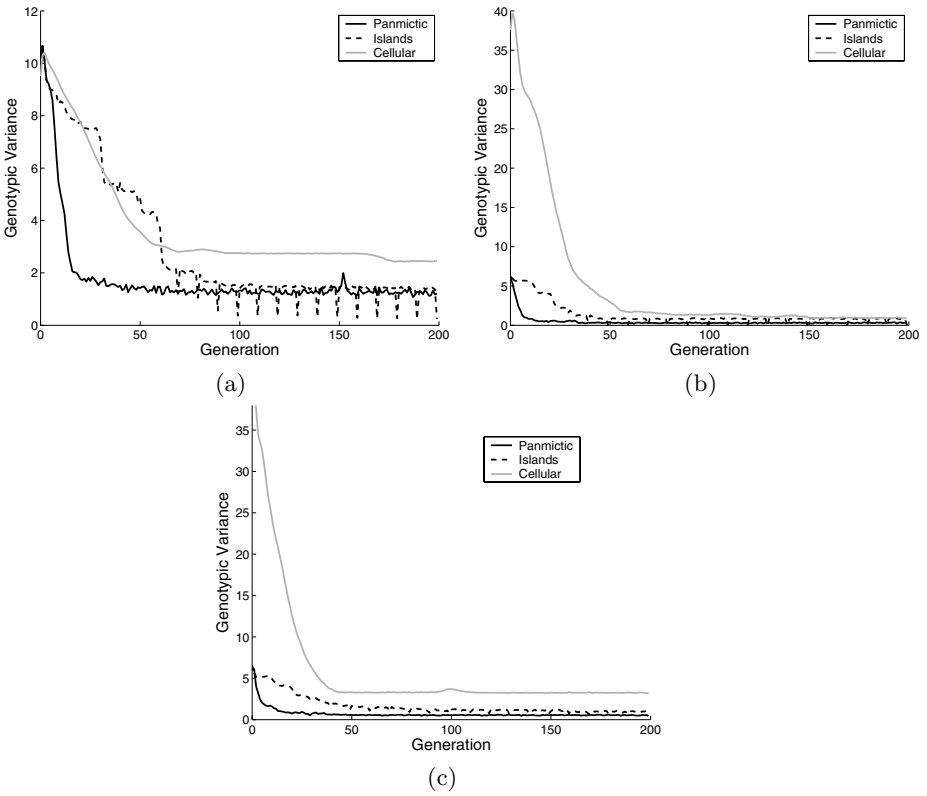 12
10
8
6
4
2
0
Genotypic Variance
Panmictic
Islands
Cellular
0 50 100 150 200
Generation
(a)
40
35
30
25
20
15
10
5
0
Genotypic Variance
Panmictic
Islands
Cellular
0 50 100 150 200
Generation
(b)
35
30
25
20
15
10
5
0
Genotypic Variance
Panmictic
Islands
Cellular
0 50 100 150 200
Generation
(c)